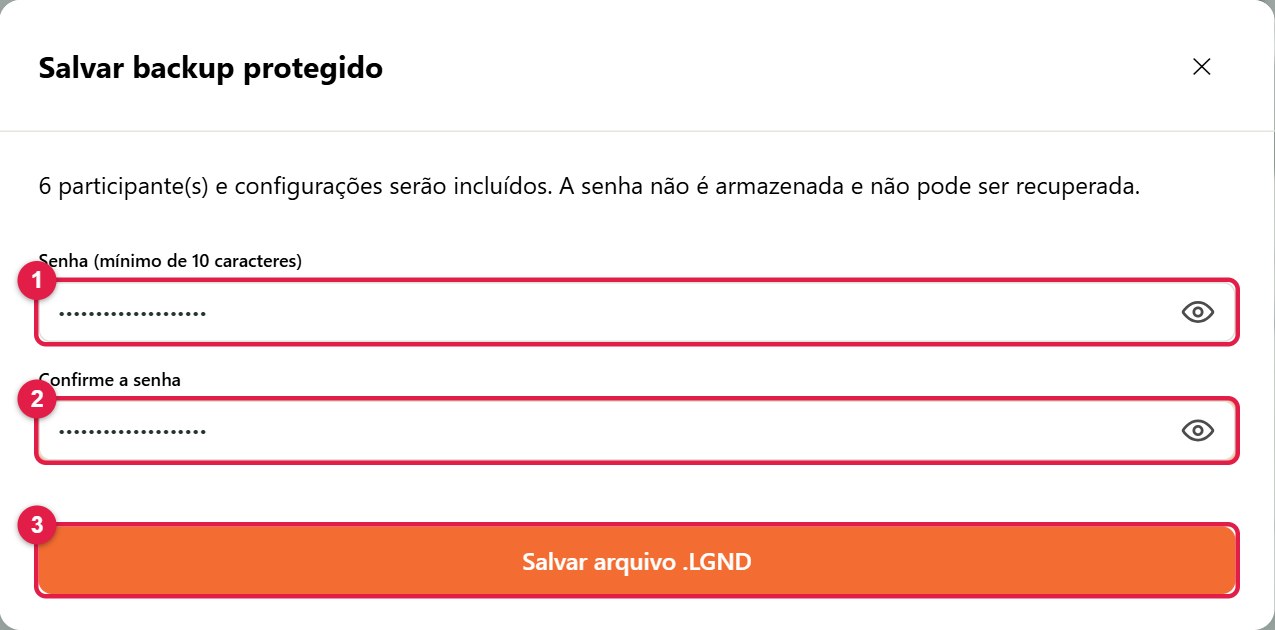 Salvar backup protegido
6 participante(s) e configurações serão incluídos. A senha não é armazenada e não pode ser recuperada.
Senha (mínimo de 10 caracteres)
1
••••••••••••••••••••
Confirme a senha
2
••••••••••••••••••••
3
Salvar arquivo .LGND